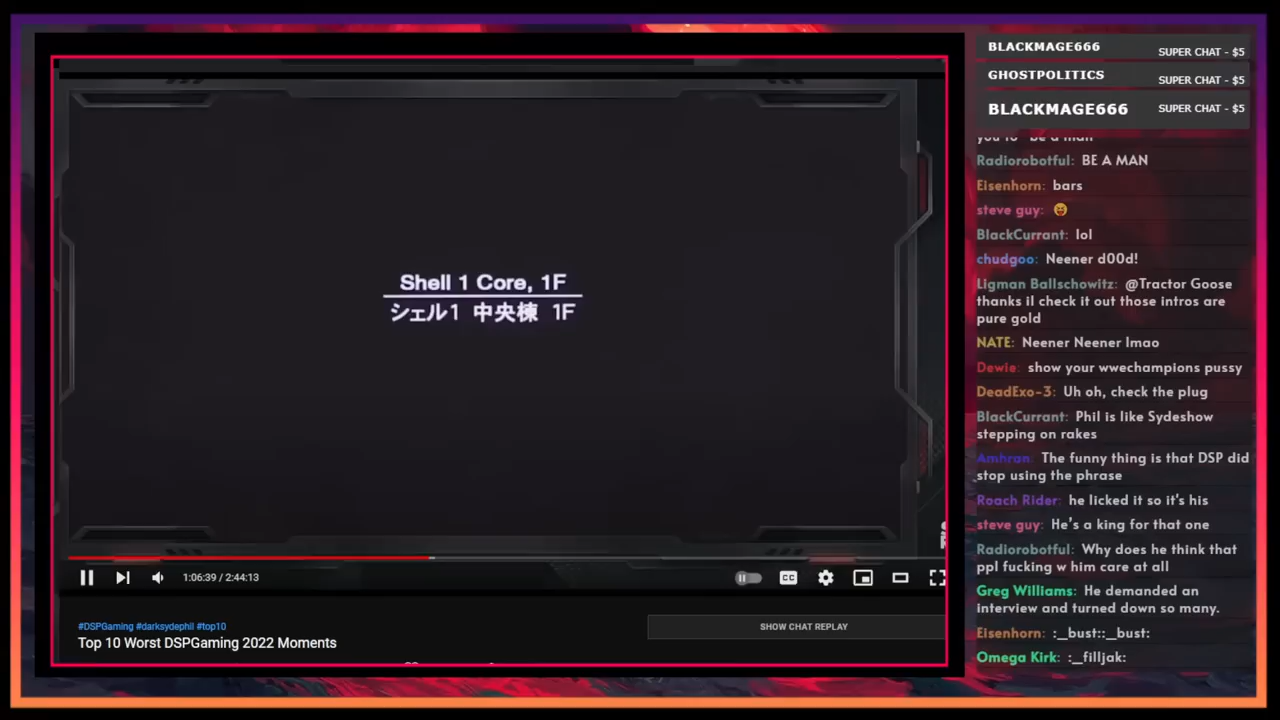 Shell 1 Core, 1F
シェル1 中央棟 1F
1:06:39 / 2:44:13
CC
#DSPGaming #darksydephil #top10
Top 10 Worst DSPGaming 2022 Moments
SHOW CHAT REPLAY
BLACKMAGE666 SUPER CHAT - $5
GHOSTPOLITICS SUPER CHAT - $5
BLACKMAGE666 SUPER CHAT - $5
you to "be a man"
Radiorobotful: BE A MAN
Eisenhorn: bars
steve guy: 😝
BlackCurrant: lol
chudgoo: Neener d00d!
Ligman Ballschowitz: @Tractor Goose
thanks il check it out those intros are
pure gold
NATE: Neener Neener lmao
Dewie: show your wwechampions pussy
DeadExo-3: Uh oh, check the plug
BlackCurrant: Phil is like Sydeshow
stepping on rakes
Amhran: The funny thing is that DSP did
stop using the phrase
Roach Rider: he licked it so it's his
steve guy: He's a king for that one
Radiorobotful: Why does he think that
ppl fucking w him care at all
Greg Williams: He demanded an
interview and turned down so many.
Eisenhorn: :_bust::_bust:
Omega Kirk: :_filljak: